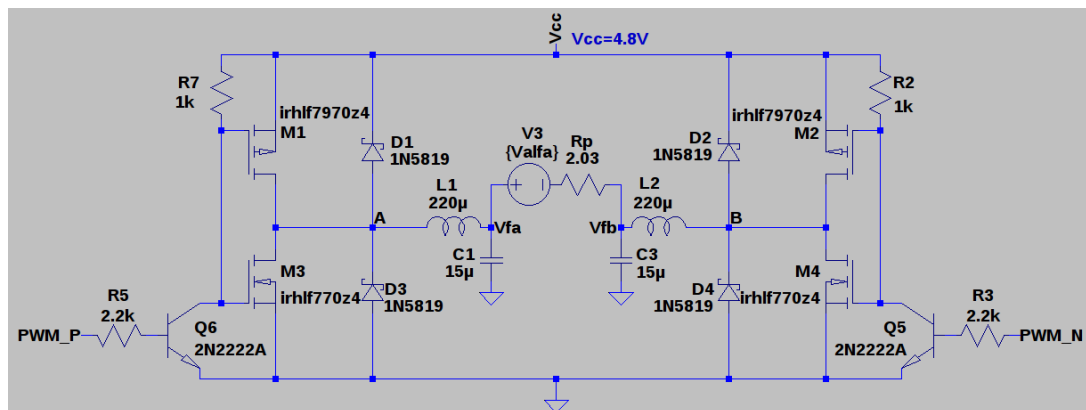 Vcc
Vcc=4.8V
R7
1k
irhlf7970z4
M1
D1
1N5819
V3
{Valfa}
Rp
2.03
D2
1N5819
irhlf7970z4
M2
R2
1k
L1
220µ
L2
220µ
A
Vfa
Vfb
B
C1
15µ
C3
15µ
M3
irhlf770z4
D3
1N5819
D4
1N5819
M4
irhlf770z4
R5
2.2k
PWM_P
Q6
2N2222A
Q5
2N2222A
R3
2.2k
PWM_N